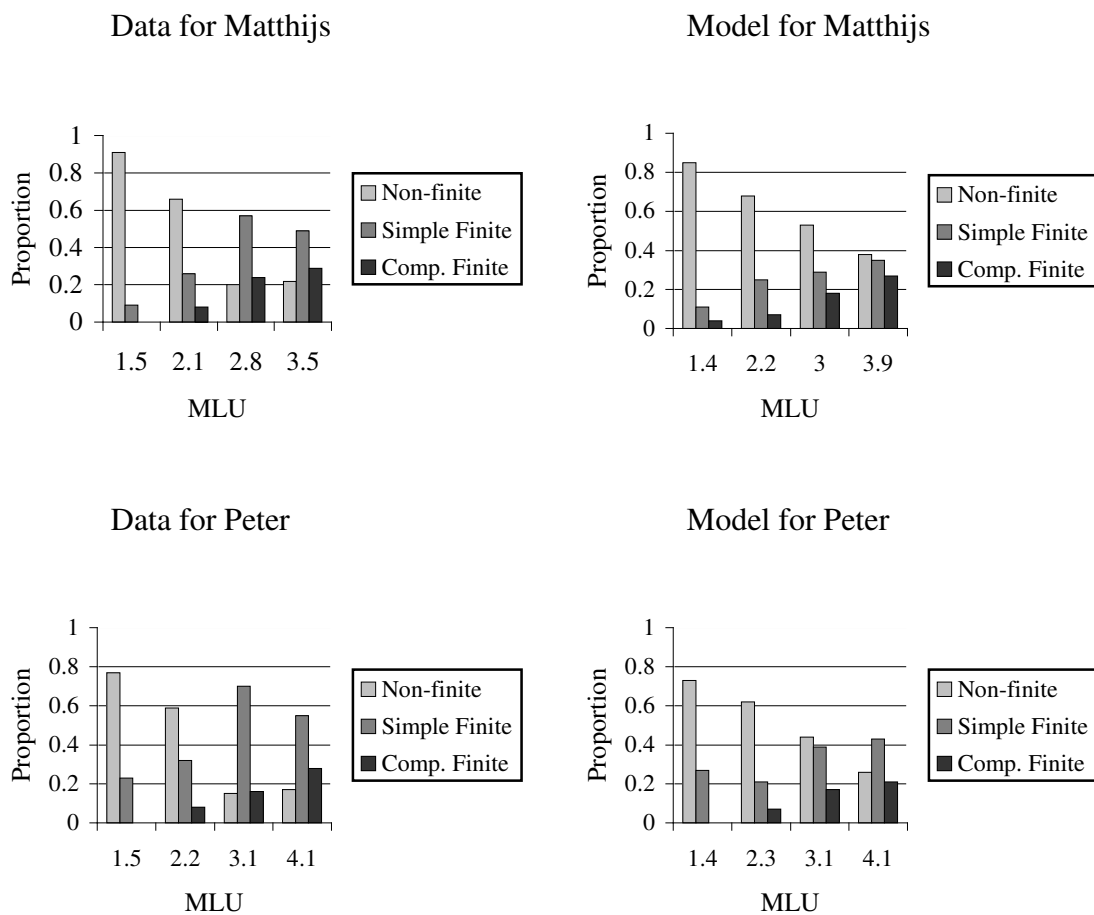 Data for Matthijs
Proportion
1
0.8
0.6
0.4
0.2
0
1.5 2.1 2.8 3.5
MLU
Non-finite
Simple Finite
Comp. Finite
Model for Matthijs
Proportion
1
0.8
0.6
0.4
0.2
0
1.4 2.2 3 3.9
MLU
Non-finite
Simple Finite
Comp. Finite
Data for Peter
Proportion
1
0.8
0.6
0.4
0.2
0
1.5 2.2 3.1 4.1
MLU
Non-finite
Simple Finite
Comp. Finite
Model for Peter
Proportion
1
0.8
0.6
0.4
0.2
0
1.4 2.3 3.1 4.1
MLU
Non-finite
Simple Finite
Comp. Finite